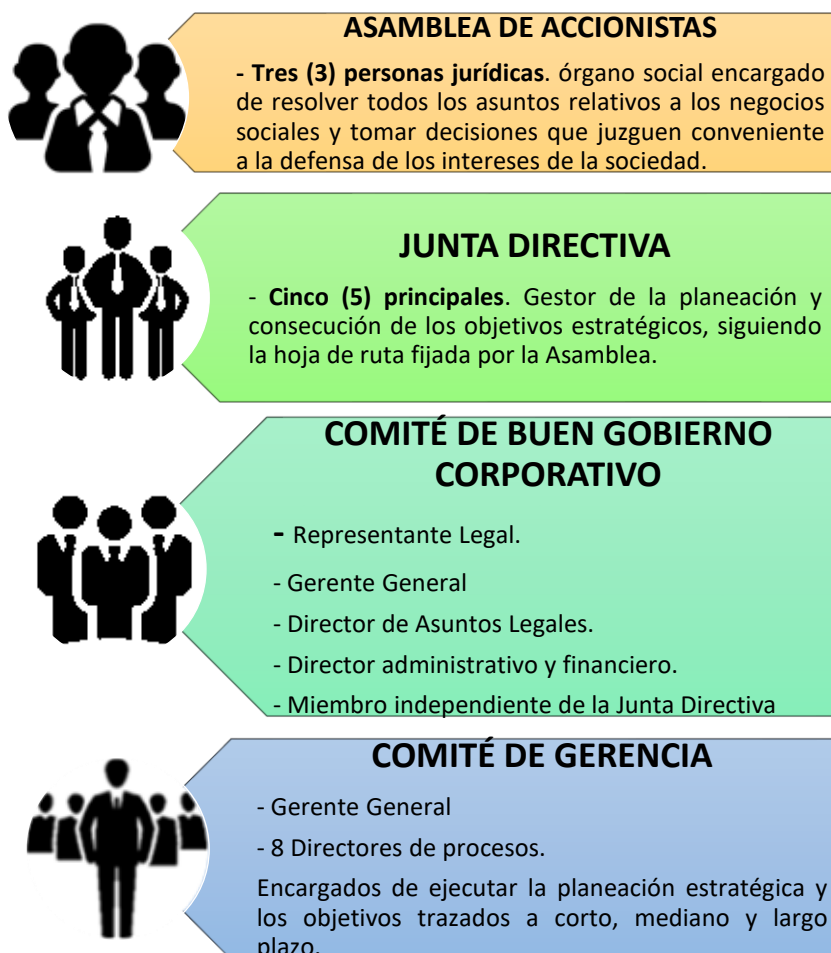 ASAMBLEA DE ACCIONISTAS
- Tres (3) personas jurídicas. órgano social encargado
de resolver todos los asuntos relativos a los negocios
sociales y tomar decisiones que juzguen conveniente
a la defensa de los intereses de la sociedad.
JUNTA DIRECTIVA
- Cinco (5) principales. Gestor de la planeación y
consecución de los objetivos estratégicos, siguiendo
la hoja de ruta fijada por la Asamblea.
COMITÉ DE BUEN GOBIERNO
CORPORATIVO
- Representante Legal.
- Gerente General
- Director de Asuntos Legales.
- Director administrativo y financiero.
- Miembro independiente de la Junta Directiva
COMITÉ DE GERENCIA
- Gerente General
- 8 Directores de procesos.
Encargados de ejecutar la planeación estratégica y
los objetivos trazados a corto, mediano y largo
plazo.